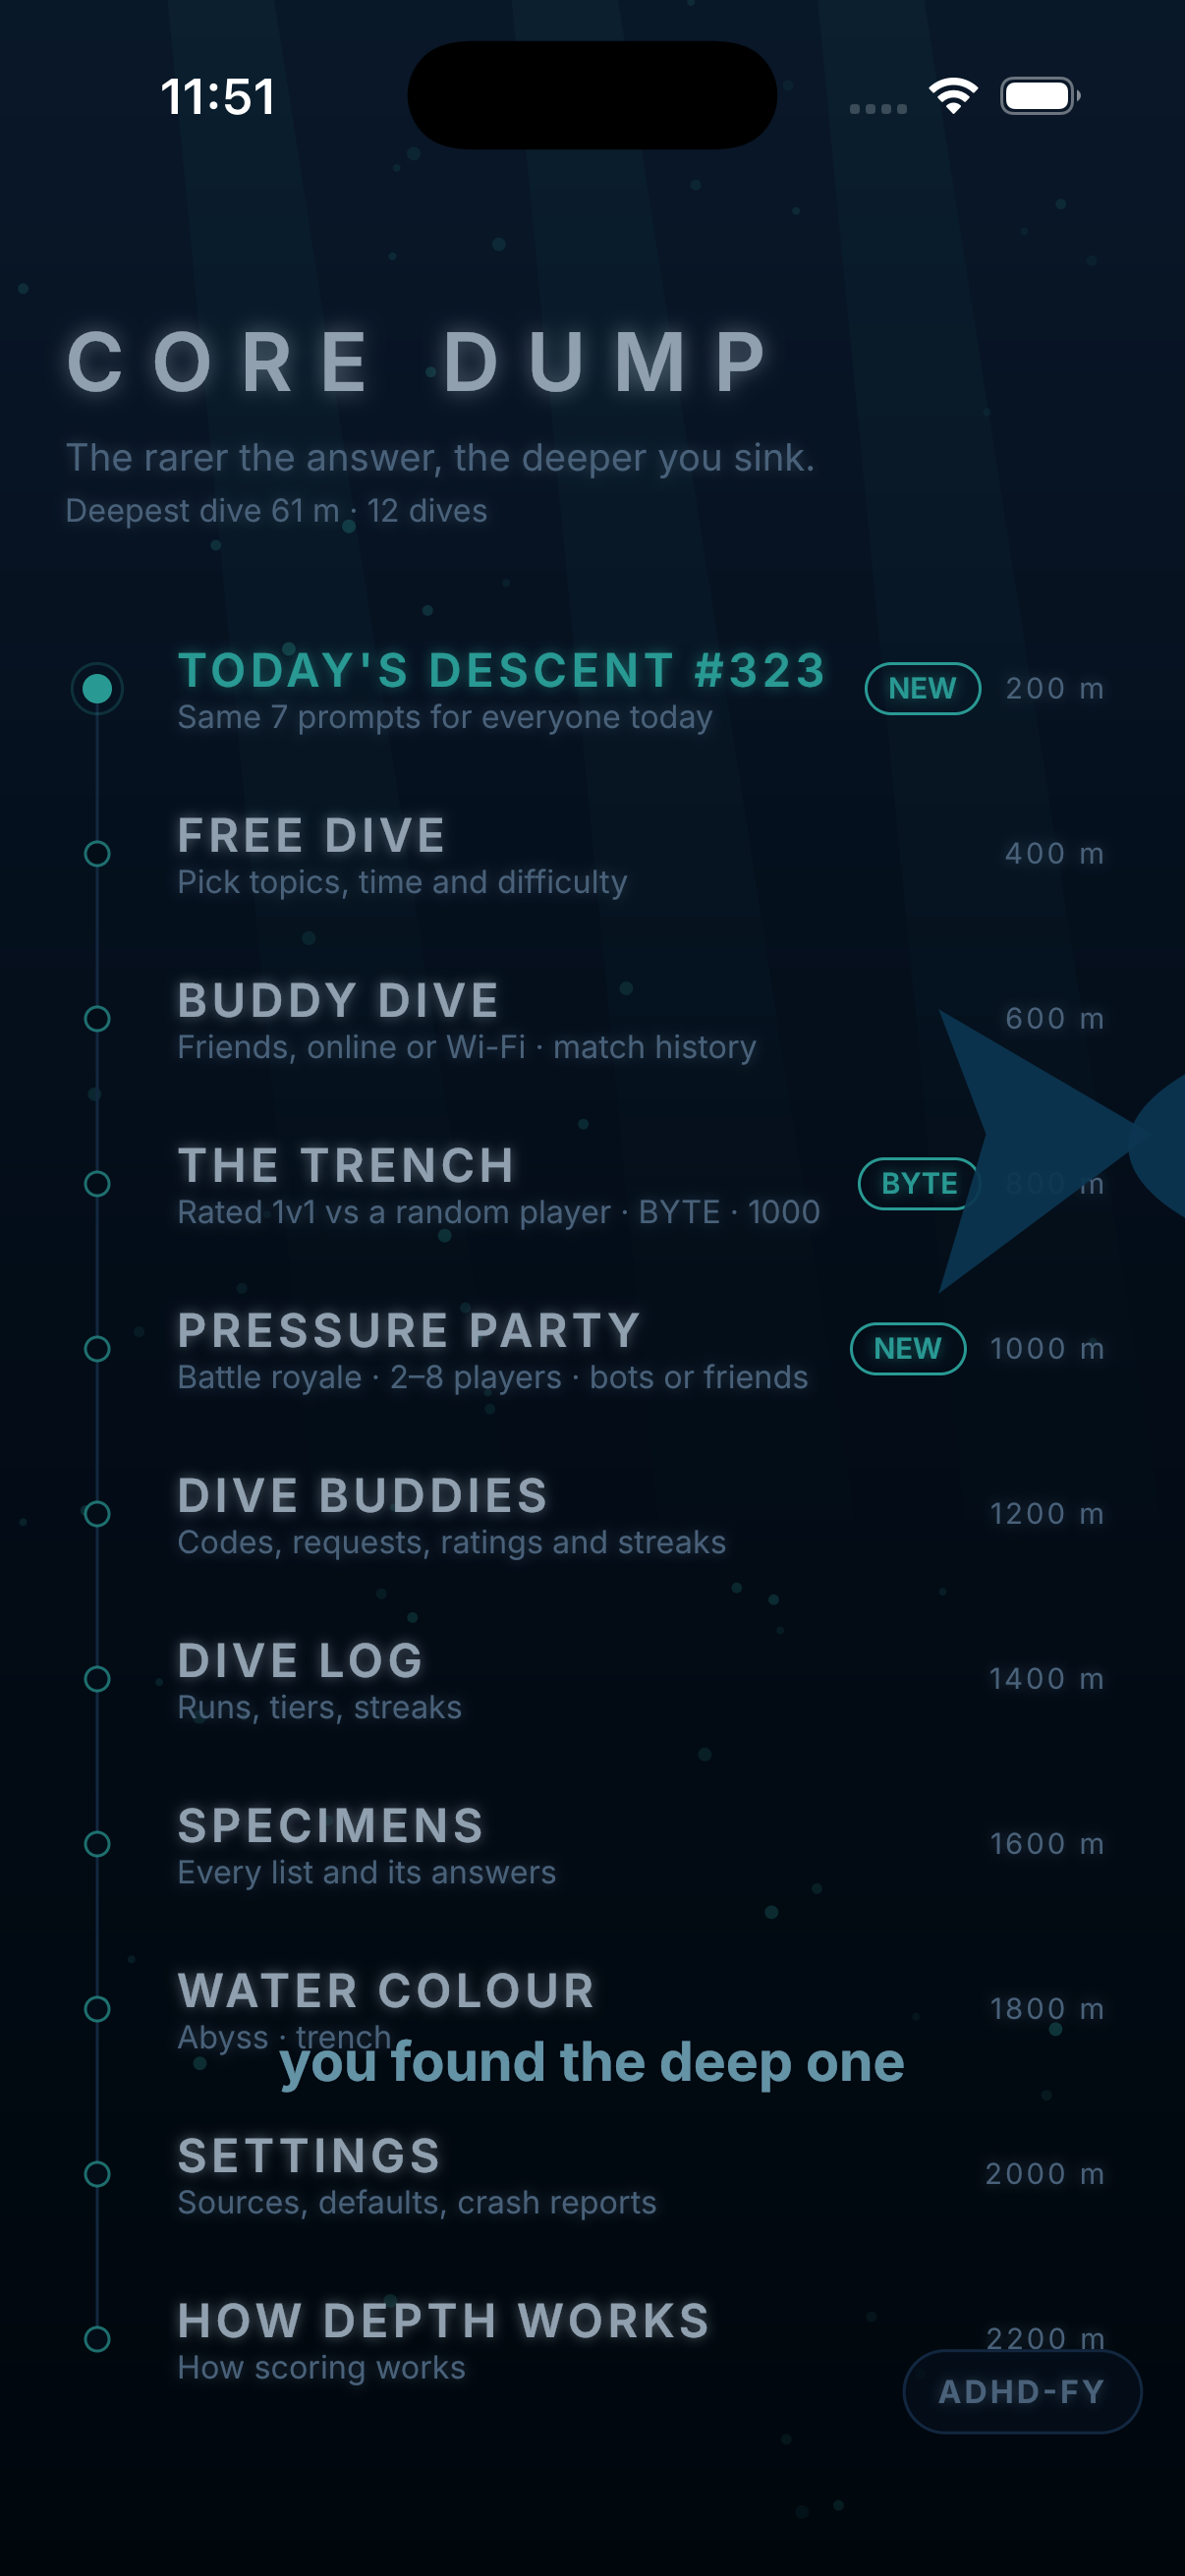 11:51
CORE DUMP
The rarer the answer, the deeper you sink.
Deepest dive 61 m · 12 dives
TODAY'S DESCENT #323 NEW 200 m
Same 7 prompts for everyone today
FREE DIVE 400 m
Pick topics, time and difficulty
BUDDY DIVE 600 m
Friends, online or Wi-Fi · match history
THE TRENCH BYTE 800 m
Rated 1v1 vs a random player · BYTE · 1000
PRESSURE PARTY NEW 1000 m
Battle royale · 2–8 players · bots or friends
DIVE BUDDIES 1200 m
Codes, requests, ratings and streaks
DIVE LOG 1400 m
Runs, tiers, streaks
SPECIMENS 1600 m
Every list and its answers
WATER COLOUR 1800 m
Abyss · trench
you found the deep one
SETTINGS 2000 m
Sources, defaults, crash reports
HOW DEPTH WORKS 2200 m
How scoring works
ADHD-FY